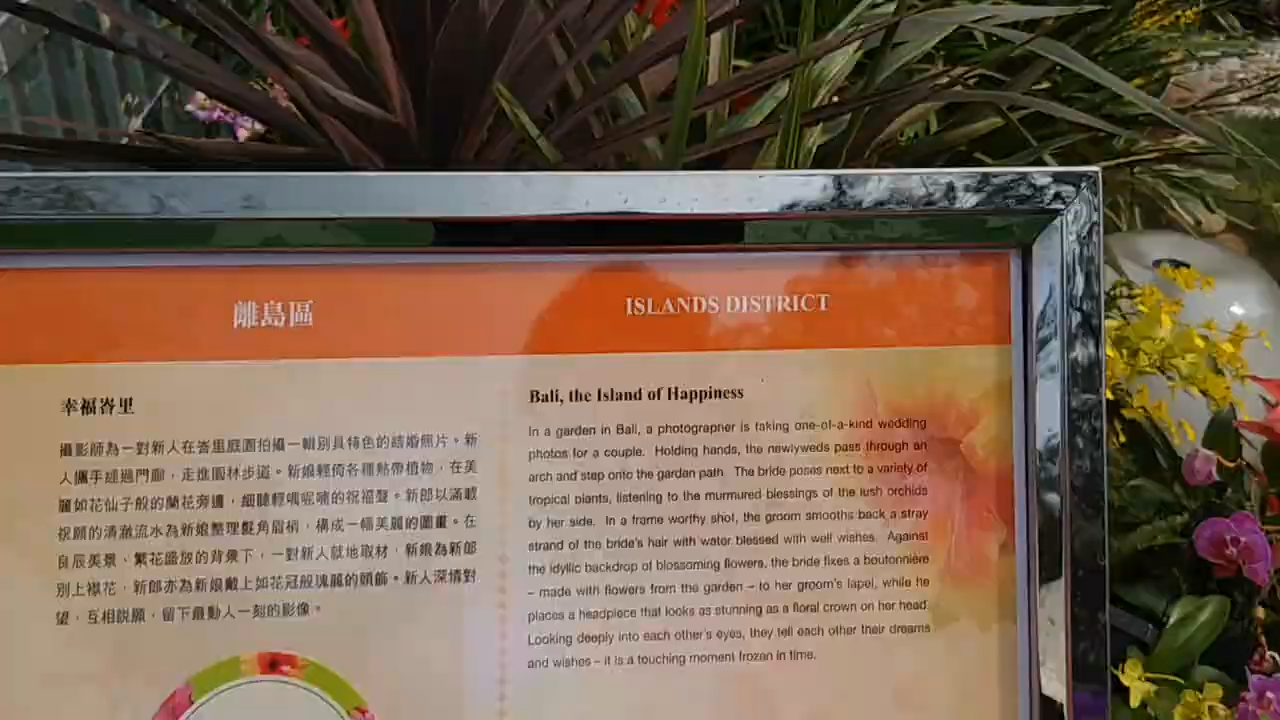 離島區
ISLANDS DISTRICT
幸福峇里
攝影師為一對新人在峇里庭園拍攝一輯別具特色的結婚照片。新
人攜手經過門廊，走進園林步道。新娘輕倚各種熱帶植物，在美
麗如花仙子般的蘭花旁邊，細聽輕哦呢喃的祝福聲。新郎以滿載
祝願的清澈流水為新娘整理鬢角眉梢，構成一幅美麗的圖畫。在
良辰美景、繁花盛放的背景下，一對新人就地取材，新娘為新郎
別上襟花，新郎亦為新娘戴上如花冠般瑰麗的頭飾。新人深情對
望，互相説願，留下最動人一刻的影像。
Bali, the Island of Happiness
In a garden in Bali, a photographer is taking one-of-a-kind wedding
photos for a couple. Holding hands, the newlyweds pass through an
arch and step onto the garden path. The bride poses next to a variety of
tropical plants, listening to the murmured blessings of the lush orchids
by her side. In a frame worthy shot, the groom smooths back a stray
strand of the bride's hair with water blessed with well wishes. Against
the idyllic backdrop of blossoming flowers, the bride fixes a boutonniere
– made with flowers from the garden – to her groom's lapel, while he
places a headpiece that looks as stunning as a floral crown on her head.
Looking deeply into each other's eyes, they tell each other their dreams
and wishes – it is a touching moment frozen in time.